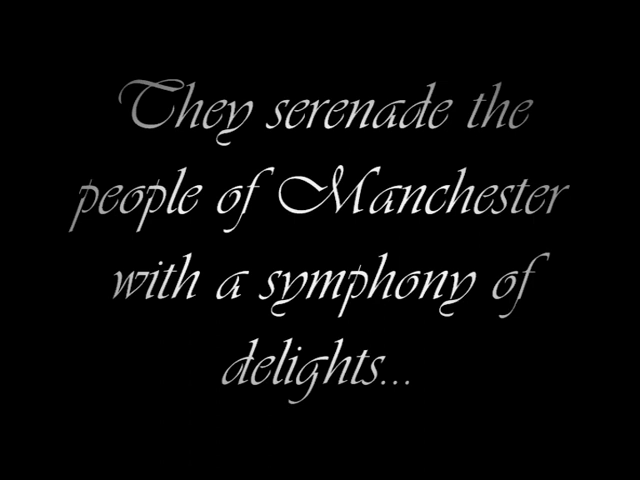 They serenade the
people of Manchester
with a symphony of
delights...